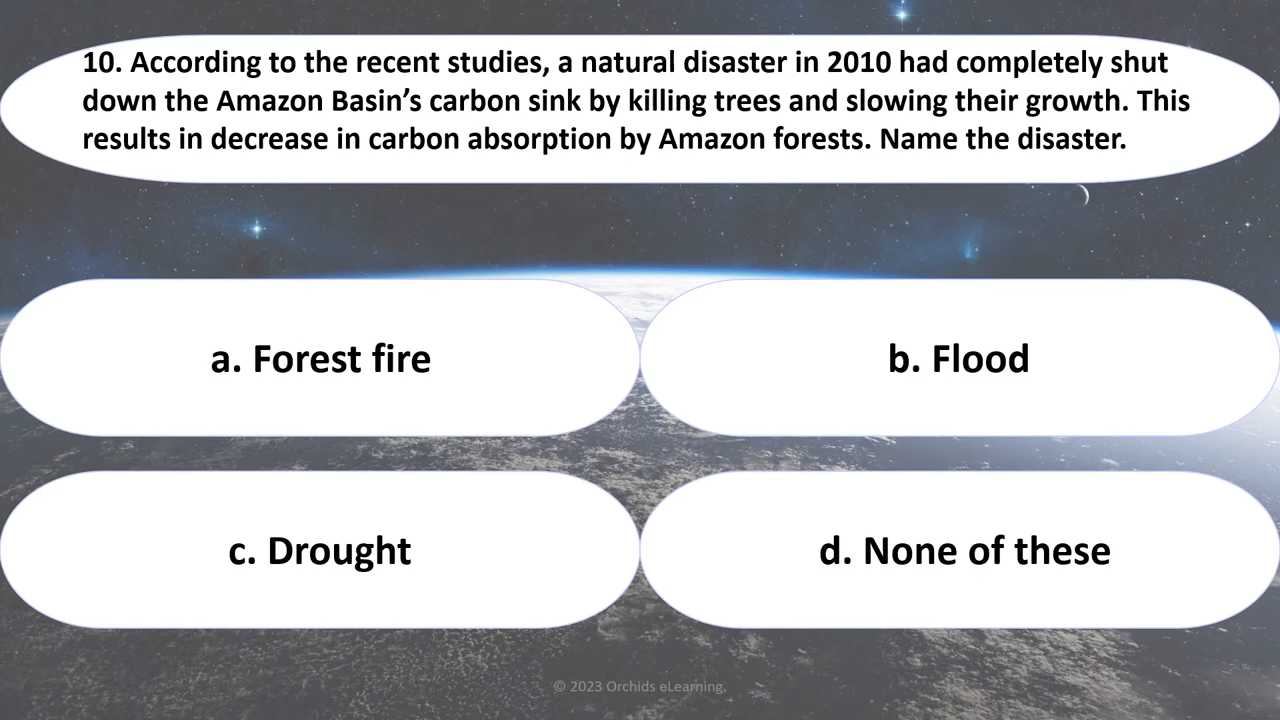 10. According to the recent studies, a natural disaster in 2010 had completely shut
down the Amazon Basin’s carbon sink by killing trees and slowing their growth. This
results in decrease in carbon absorption by Amazon forests. Name the disaster.
a. Forest fire
b. Flood
c. Drought
d. None of these
© 2023 Orchids eLearning.